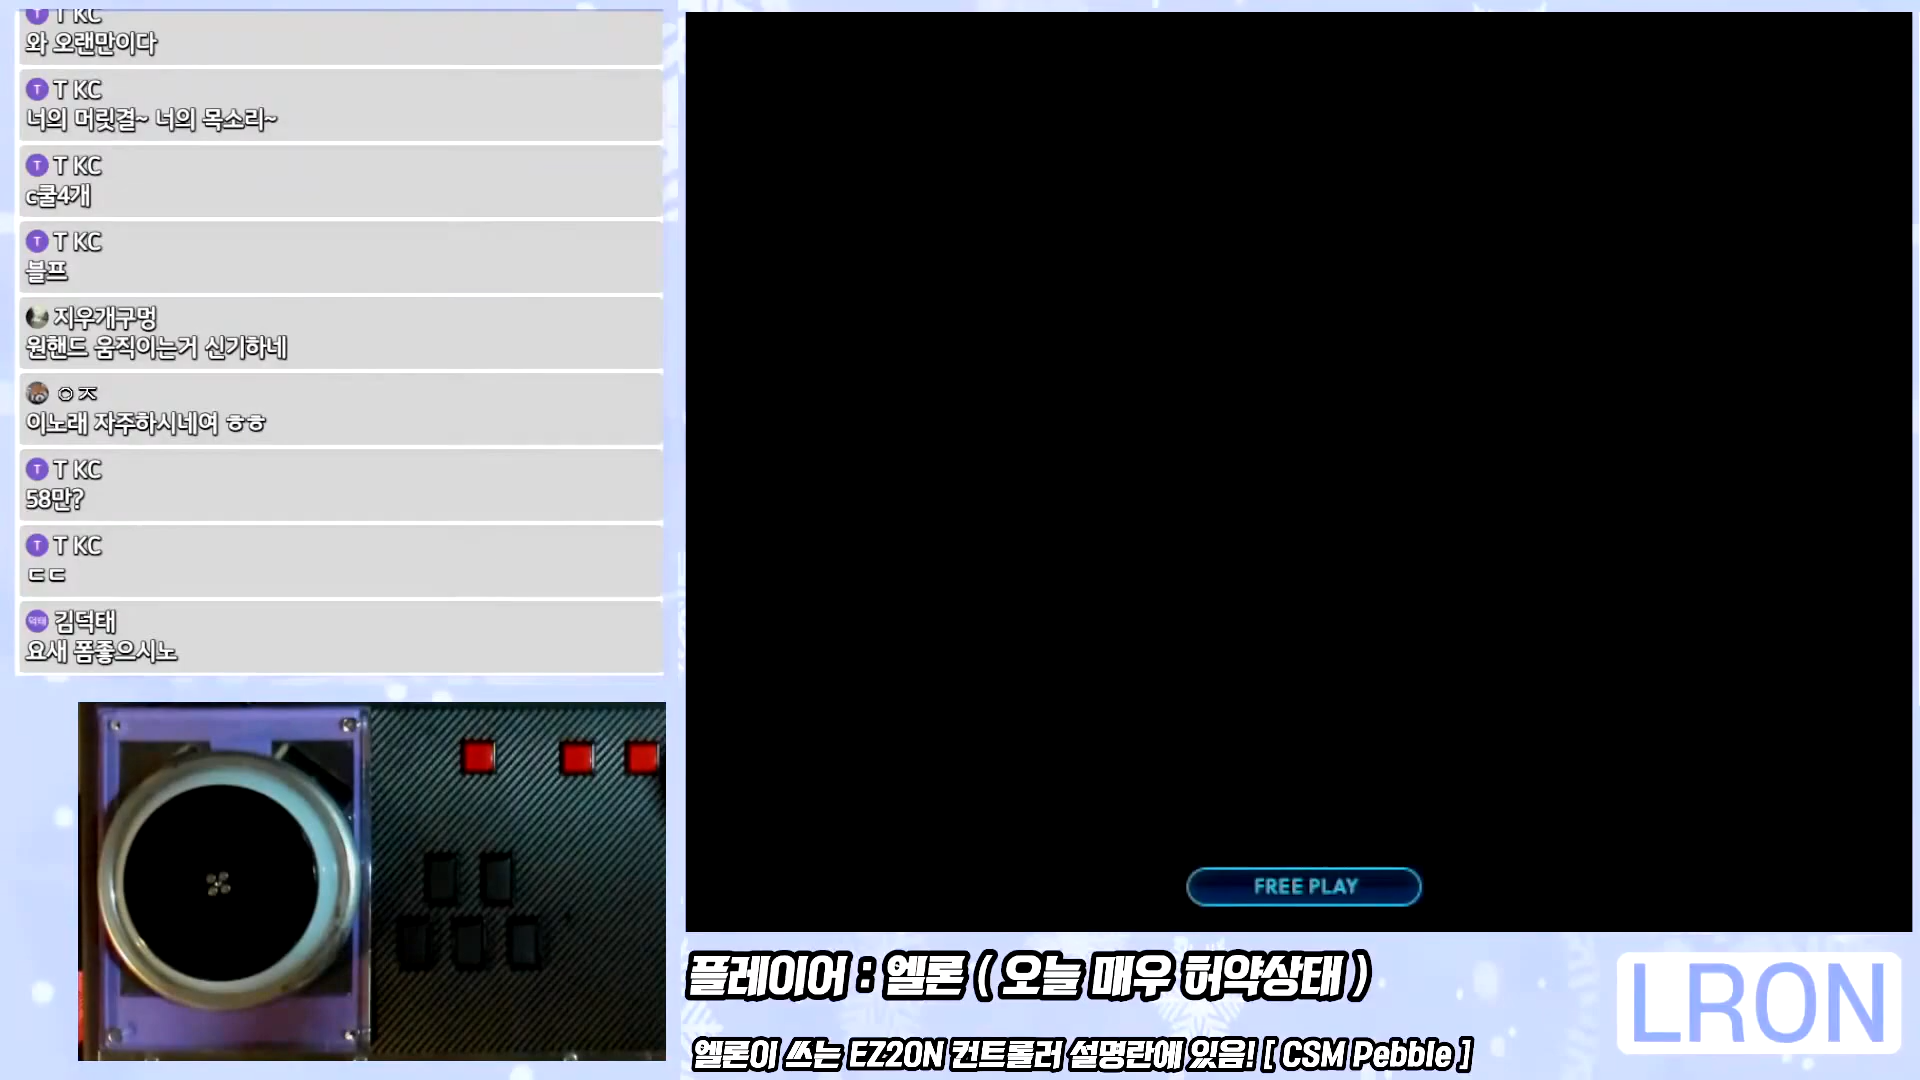 T KC
와 오랜만이다
T T KC
너의 머릿결~ 너의 목소리~
T T KC
c쿨4개
T T KC
블프
지우개구멍
원핸드 움직이는거 신기하네
ㅇㅈ
이노래 자주하시네여 ㅎㅎ
T T KC
58만?
T T KC
ㄷㄷ
덕태 김덕태
요새 폼좋으시노
FREE PLAY
플레이어 : 엘론 ( 오늘 매우 허약상태 )
엘론이 쓰는 EZ2ON 컨트롤러 설명란에 있음! [ CSM Pebble ]
LRON